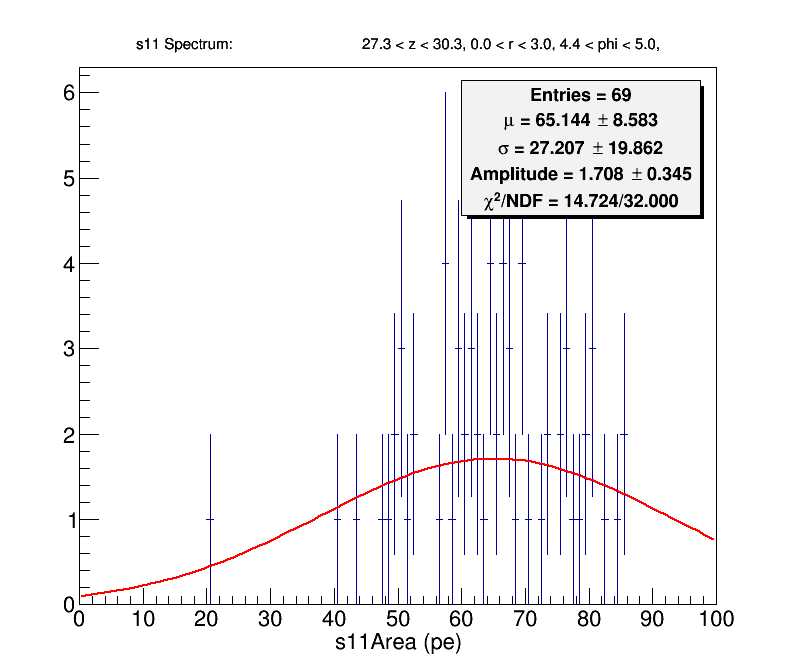 s11 Spectrum: 27.3 < z < 30.3, 0.0 < r < 3.0, 4.4 < phi < 5.0,
Entries = 69
μ = 65.144 ± 8.583
σ = 27.207 ± 19.862
Amplitude = 1.708 ± 0.345
χ²/NDF = 14.724/32.000
6
5
4
3
2
1
0
0 10 20 30 40 50 60 70 80 90 100
s11Area (pe)